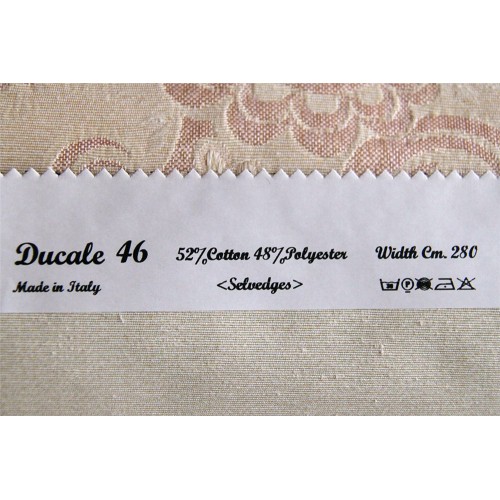 Ducale 46 52% Cotton 48% Polyester Width Cm. 280
Made in Italy <Selvedges>